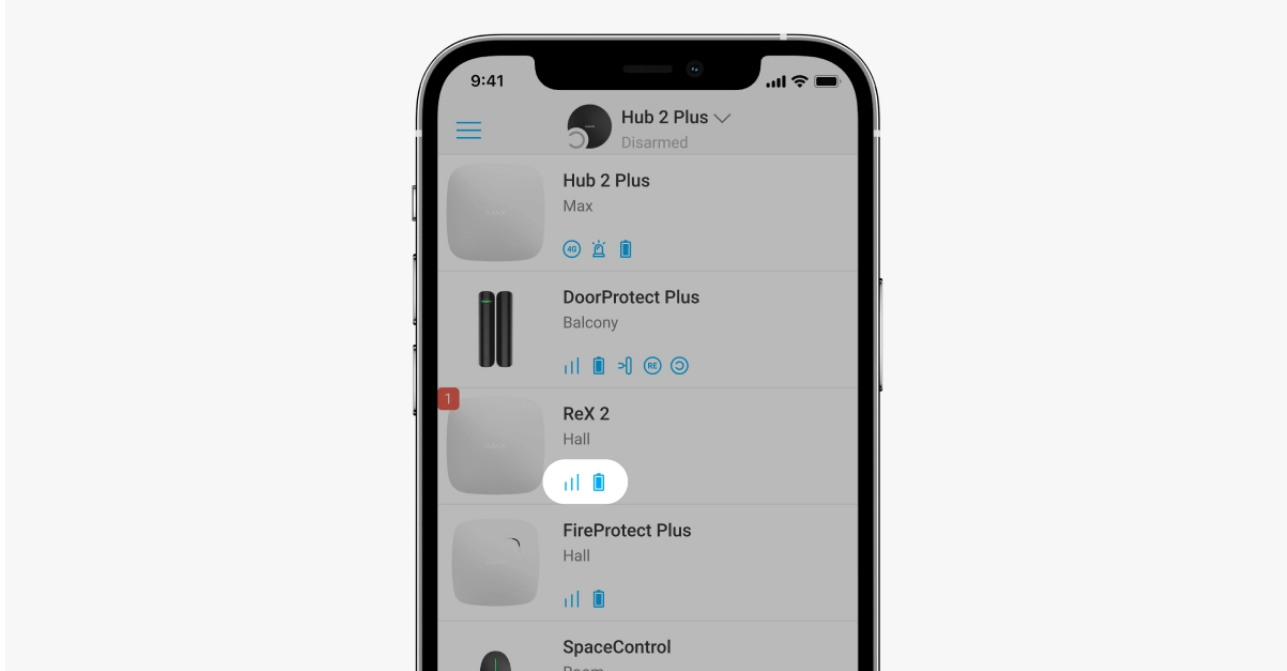 9:41
Hub 2 Plus
Disarmed
Hub 2 Plus
Max
4G
DoorProtect Plus
Balcony
RE
1
ReX 2
Hall
FireProtect Plus
Hall
SpaceControl
Room